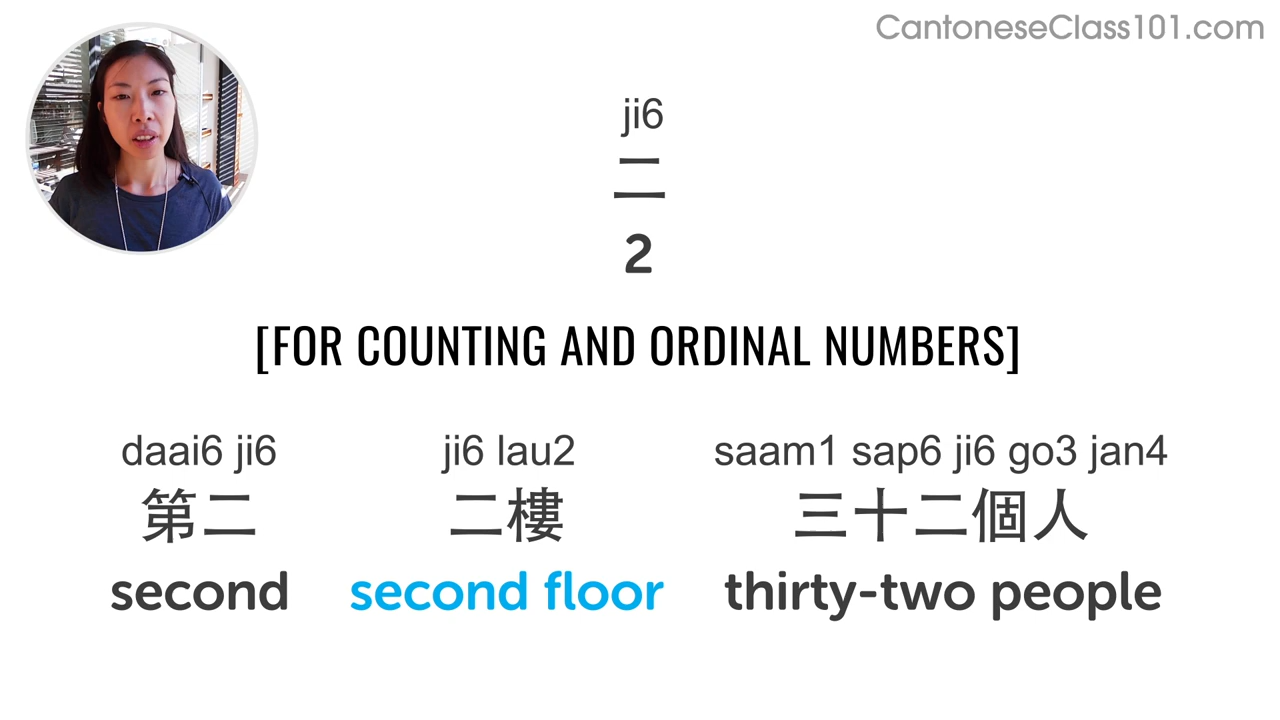 CantoneseClass101.com
ji6
二
2
[FOR COUNTING AND ORDINAL NUMBERS]
daai6 ji6
第二
second
ji6 lau2
二樓
second floor
saam1 sap6 ji6 go3 jan4
三十二個人
thirty-two people